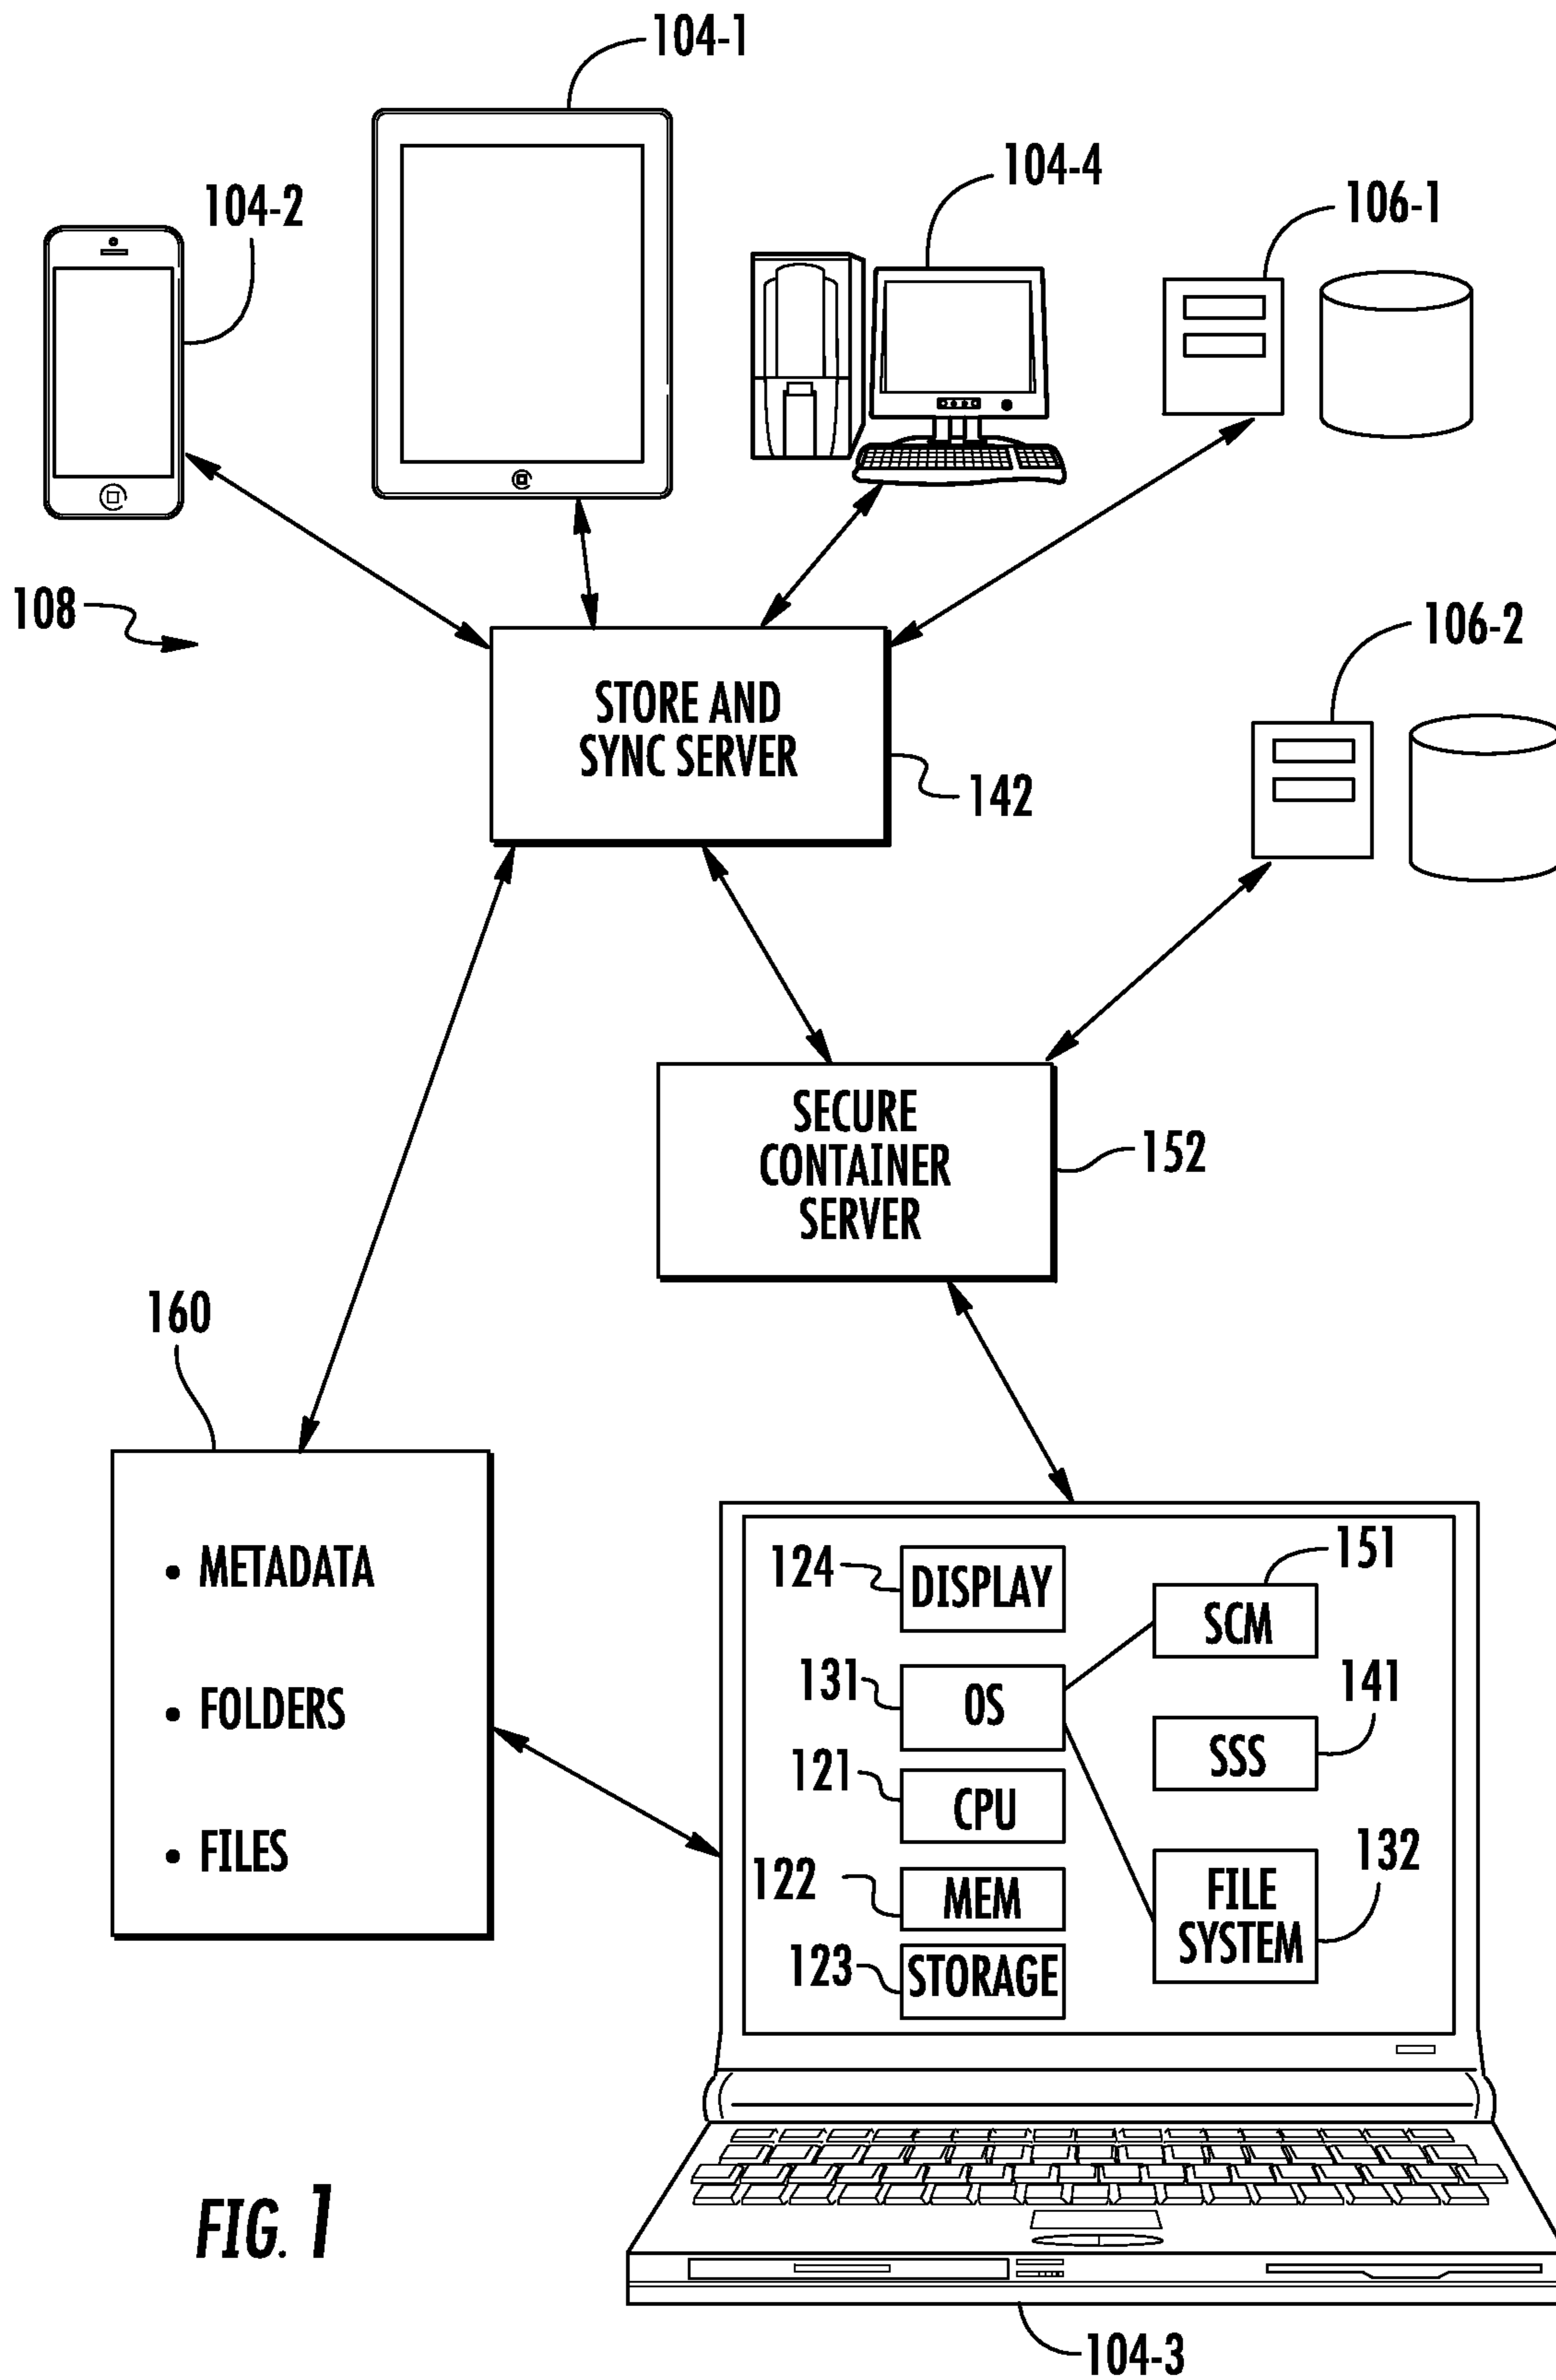 104-1
104-4
104-2
106-1
108
106-2
STORE AND
SYNC SERVER
142
SECURE
CONTAINER
SERVER
152
160
• METADATA
• FOLDERS
• FILES
124
DISPLAY
151
SCM
131
OS
141
SSS
121
CPU
122
MEM
132
FILE
SYSTEM
123
STORAGE
FIG. 1
104-3